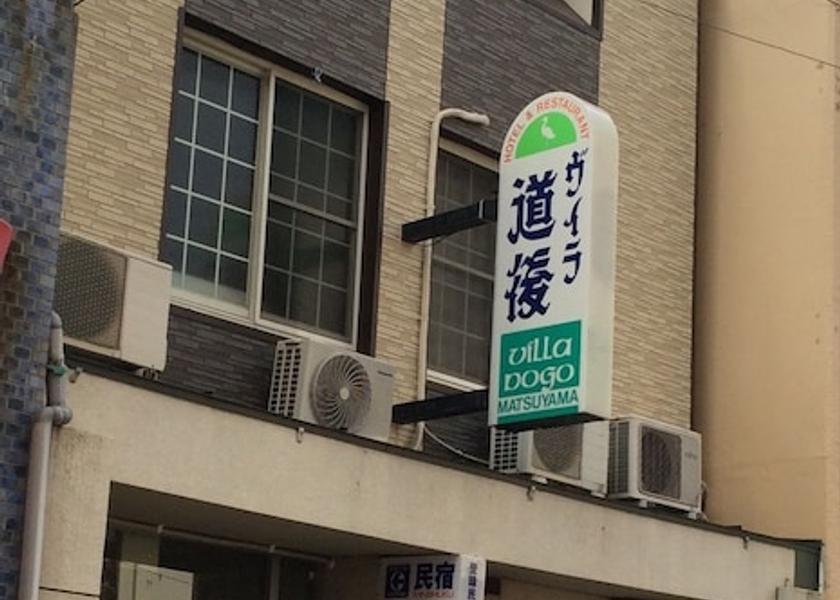 HOTEL & RESTAURANT
ヴィラ
道後
villa
Dogo
MATSUYAMA
民宿